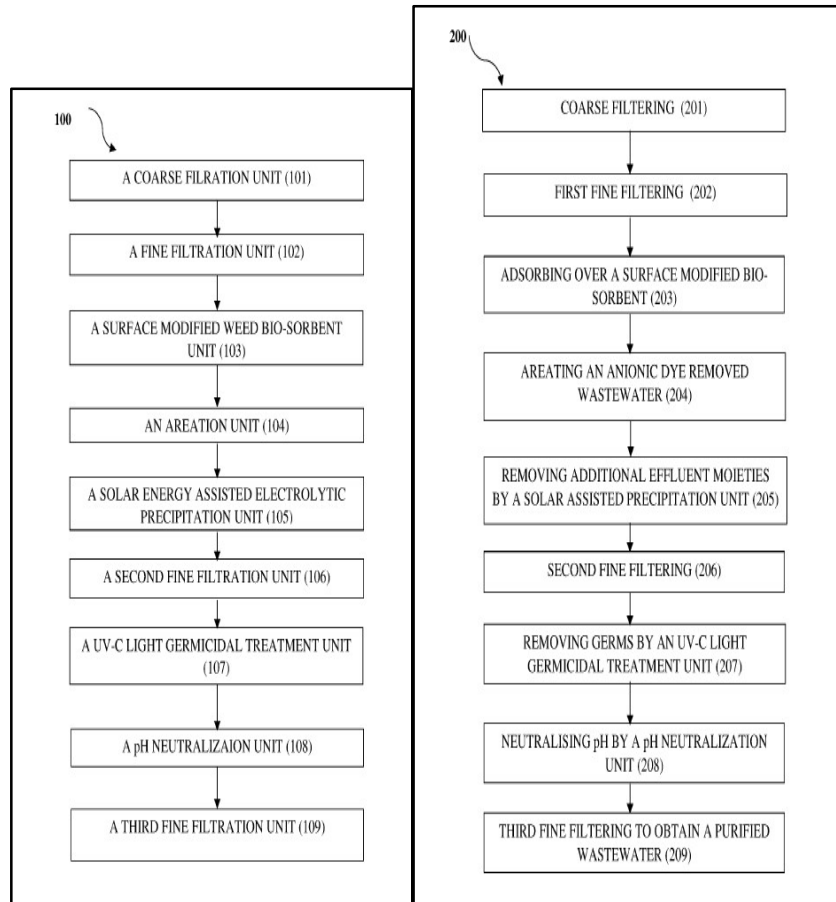 100
A COARSE FILRATION UNIT (101)
A FINE FILTRATION UNIT (102)
A SURFACE MODIFIED WEED BIO-SORBENT
UNIT (103)
AN AREATION UNIT (104)
A SOLAR ENERGY ASSISTED ELECTROLYTIC
PRECIPITATION UNIT (105)
A SECOND FINE FILTRATION UNIT (106)
A UV-C LIGHT GERMICIDAL TREATMENT UNIT
(107)
A pH NEUTRALIZAION UNIT (108)
A THIRD FINE FILTRATION UNIT (109)
200
COARSE FILTERING (201)
FIRST FINE FILTERING (202)
ADSORBING OVER A SURFACE MODIFIED BIO-
SORBENT (203)
AREATING AN ANIONIC DYE REMOVED
WASTEWATER (204)
REMOVING ADDITIONAL EFFLUENT MOIETIES
BY A SOLAR ASSISTED PRECIPITATION UNIT (205)
SECOND FINE FILTERING (206)
REMOVING GERMS BY AN UV-C LIGHT
GERMICIDAL TREATMENT UNIT (207)
NEUTRALISING pH BY A pH NEUTRALIZATION
UNIT (208)
THIRD FINE FILTERING TO OBTAIN A PURIFIED
WASTEWATER (209)